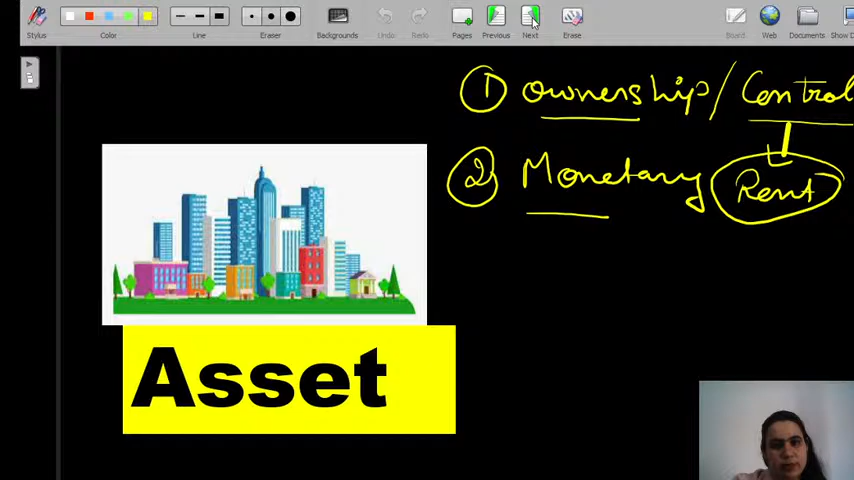 Stylus
Color
Line
Eraser
Backgrounds
Undo
Redo
Pages
Previous
Next
Erase
Board
Web
Documents
Show D
① ownership/Control
② Monetary Rent
Asset